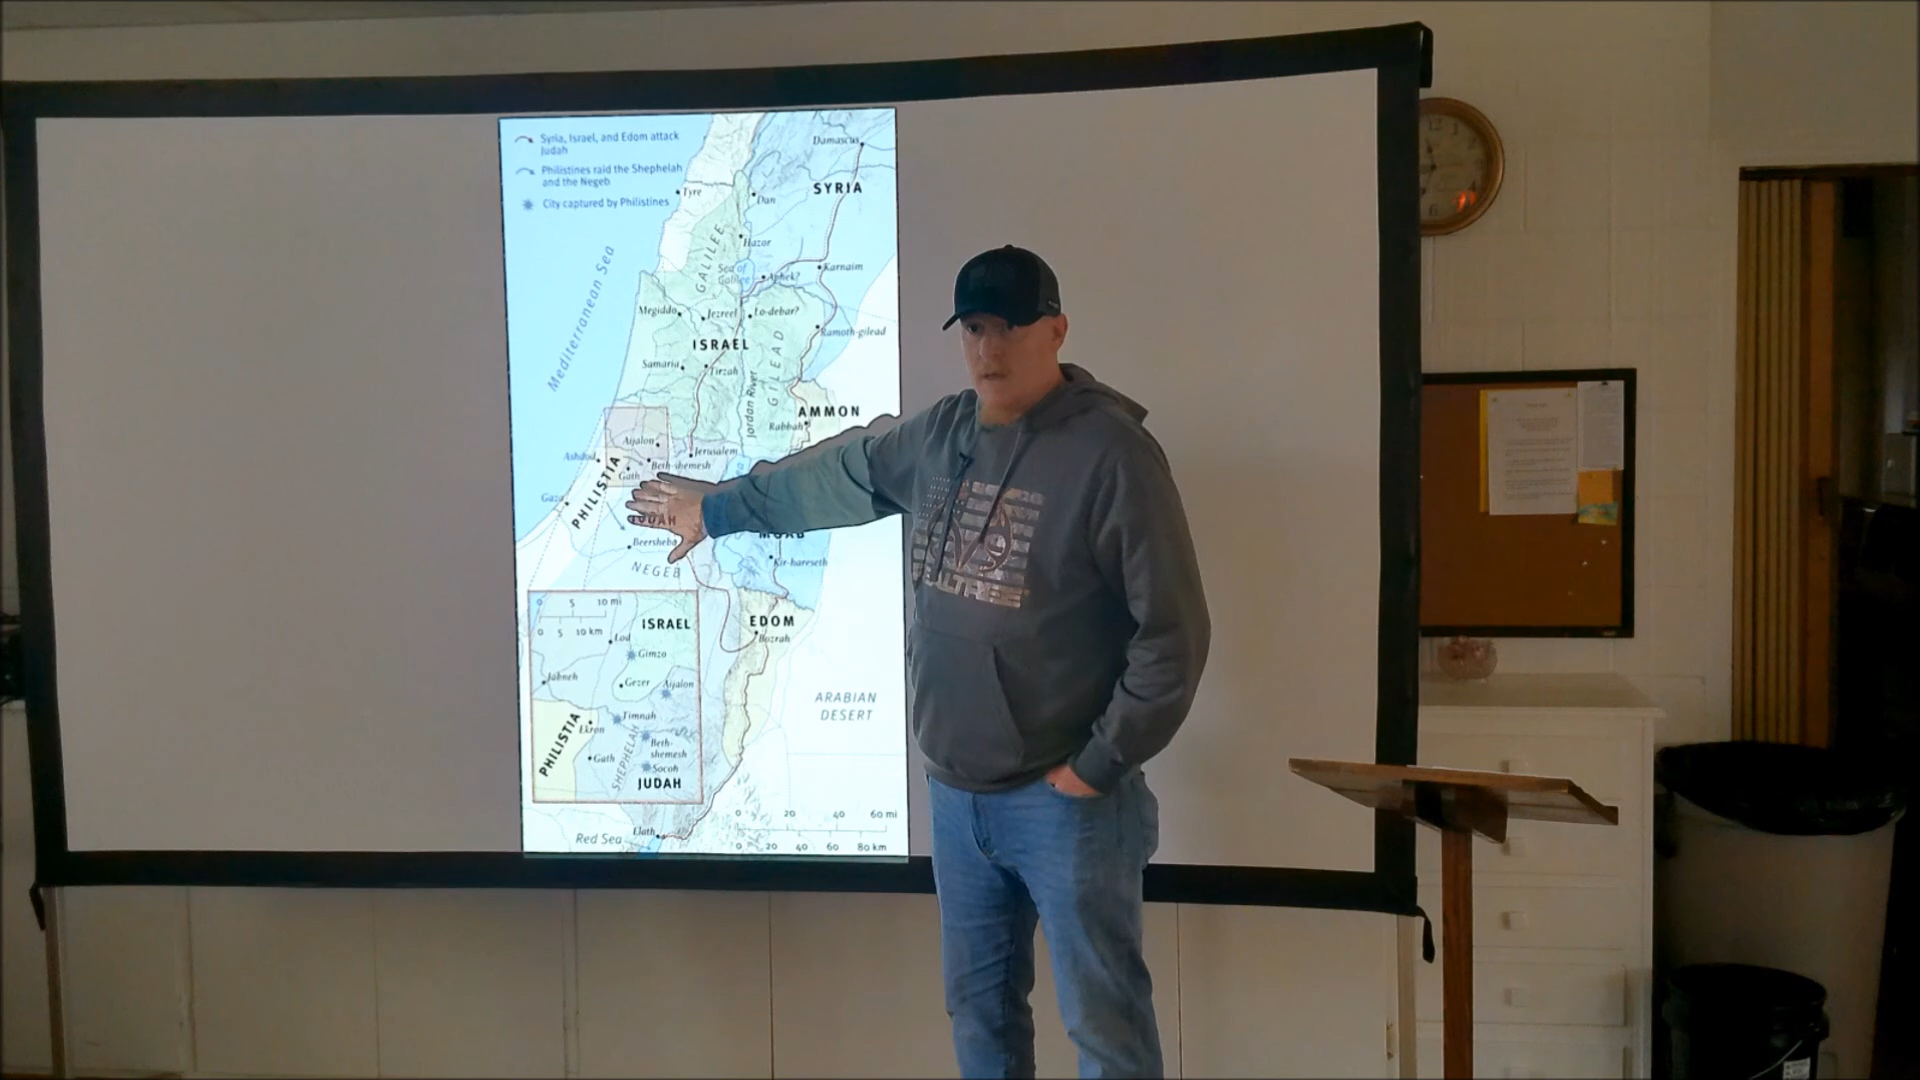 Syria, Israel, and Edom attack
Judah
Philistines raid the Shephelah
and the Negeb
City captured by Philistines
Damascus
SYRIA
Tyre
Dan
Hazor
GALILEE
Sea of
Galilee
Aphek?
Karnaim
Mediterranean Sea
Megiddo
Jezreel
Lo-debar?
Ramoth-gilead
ISRAEL
GILEAD
Samaria
Tirzah
Jordan River
AMMON
Rabbah
Aijalon
Jerusalem
Ashdod
Beth-shemesh
Gath
PHILISTIA
Gaza
JUDAH
MOAB
Beersheba
Kir-hareseth
NEGEB
0 5 10 mi
0 5 10 km
ISRAEL
Lod
Gimzo
Jabneh
Gezer
Aijalon
Timnah
Ekron
PHILISTIA
SHEPHELAH
Beth-
shemesh
Gath
Socoh
JUDAH
EDOM
Bozrah
ARABIAN
DESERT
Elath
Red Sea
0 20 40 60 mi
0 20 40 60 80 km
12
6